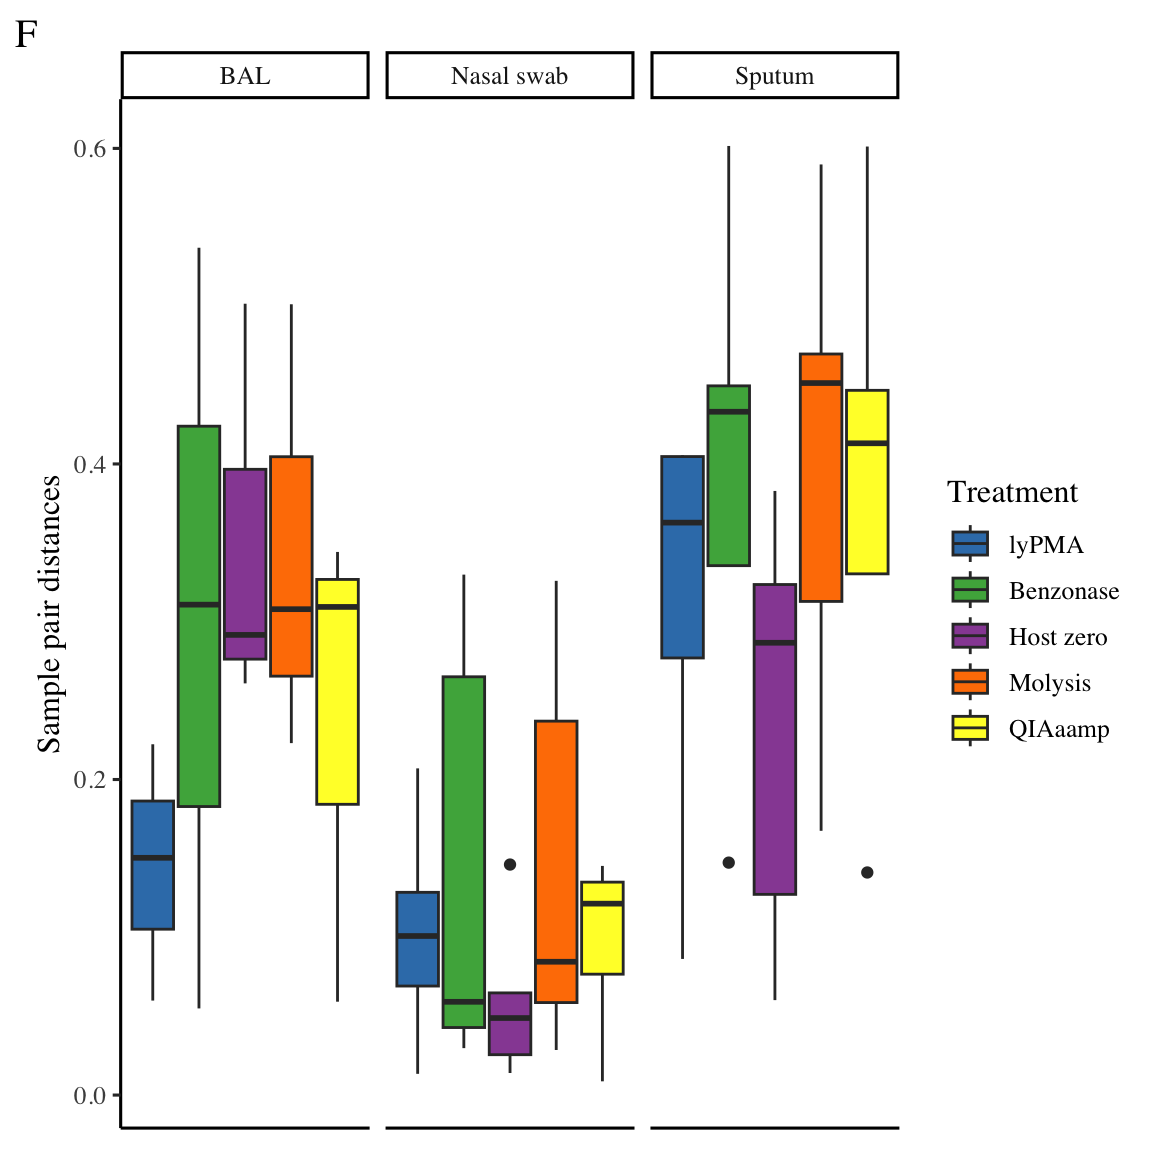 F
BAL
Nasal swab
Sputum
0.6
0.4
0.2
0.0
Sample pair distances
Treatment
lyPMA
Benzonase
Host zero
Molysis
QIAaamp